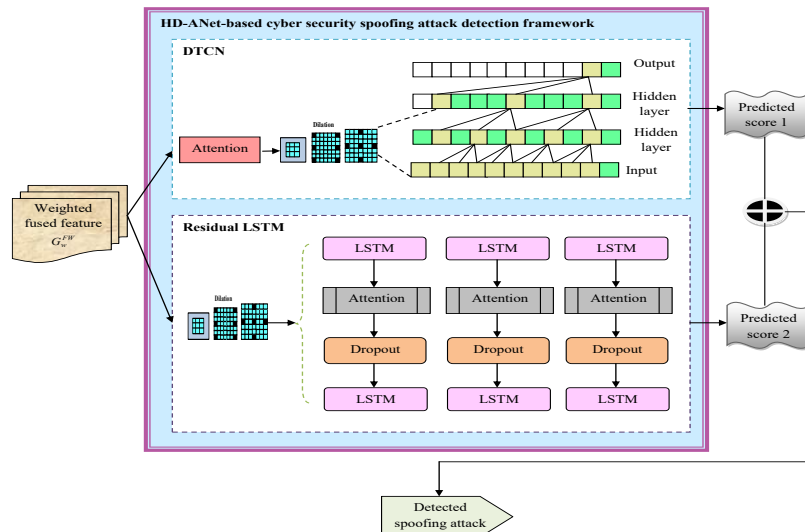 HD-ANet-based cyber security spoofing attack detection framework
DTCN
Output
Hidden
layer
Hidden
layer
Input
Dilation
Attention
Predicted
score 1
Weighted
fused feature
G_w^{FW}
Residual LSTM
Dilation
LSTM
LSTM
LSTM
Attention
Attention
Attention
Dropout
Dropout
Dropout
LSTM
LSTM
LSTM
Predicted
score 2
Detected
spoofing attack